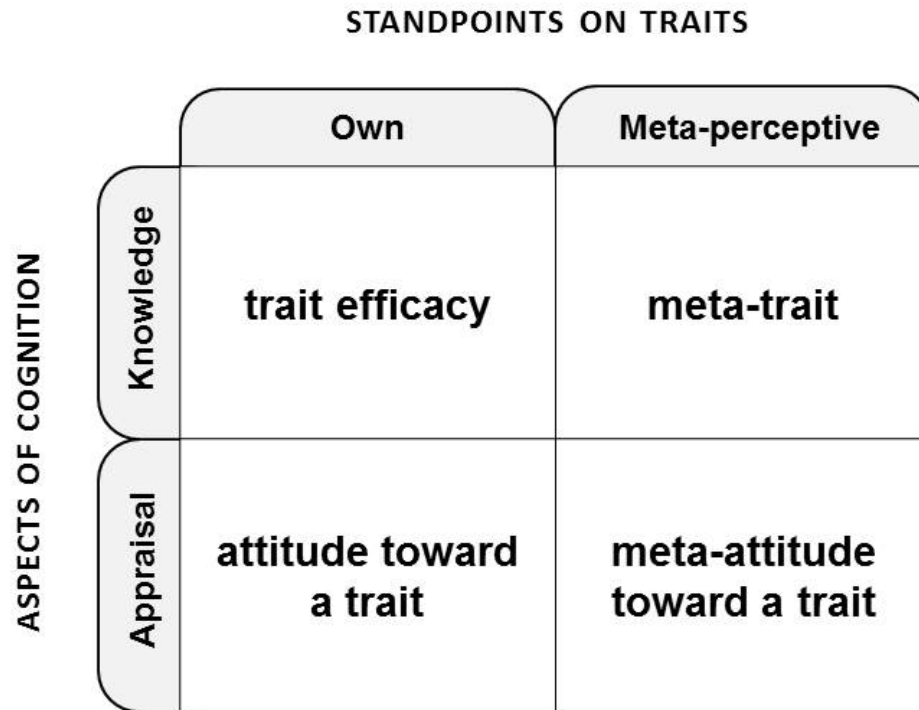 STANDPOINTS ON TRAITS
Own
Meta-perceptive
ASPECTS OF COGNITION
Knowledge
trait efficacy
meta-trait
Appraisal
attitude toward
a trait
meta-attitude
toward a trait